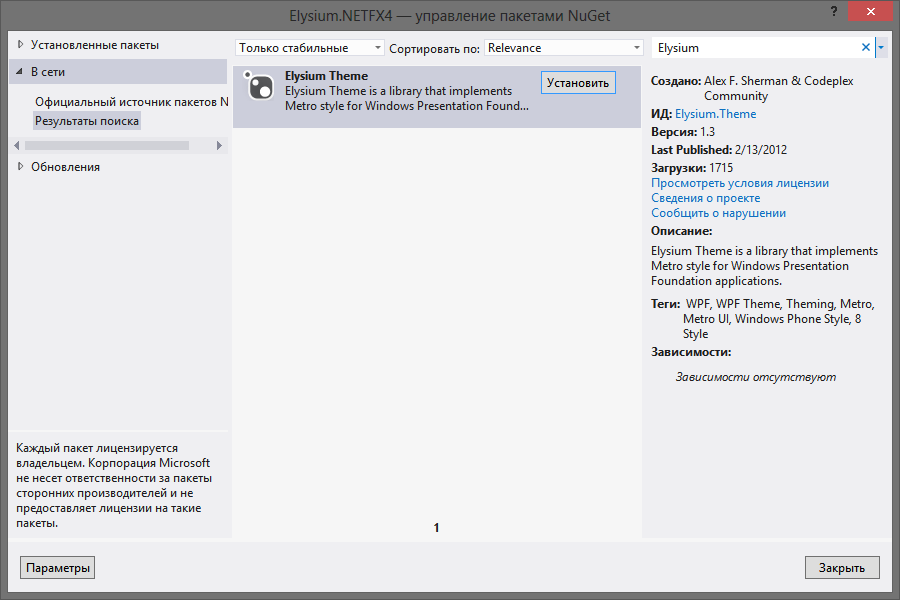 Elysium.NETFX4 — управление пакетами NuGet
?
Установленные пакеты
В сети
Официальный источник пакетов N
Результаты поиска
Обновления
Каждый пакет лицензируется
владельцем. Корпорация Microsoft
не несет ответственности за пакеты
сторонних производителей и не
предоставляет лицензии на такие
пакеты.
Только стабильные
Сортировать по: Relevance
Elysium Theme
Elysium Theme is a library that implements
Metro style for Windows Presentation Found...
Установить
1
Elysium
Создано: Alex F. Sherman & Codeplex
Community
ИД: Elysium.Theme
Версия: 1.3
Last Published: 2/13/2012
Загрузки: 1715
Просмотреть условия лицензии
Сведения о проекте
Сообщить о нарушении
Описание:
Elysium Theme is a library that implements
Metro style for Windows Presentation
Foundation applications.
Теги: WPF, WPF Theme, Theming, Metro,
Metro UI, Windows Phone Style, 8
Style
Зависимости:
Зависимости отсутствуют
Параметры
Закрыть